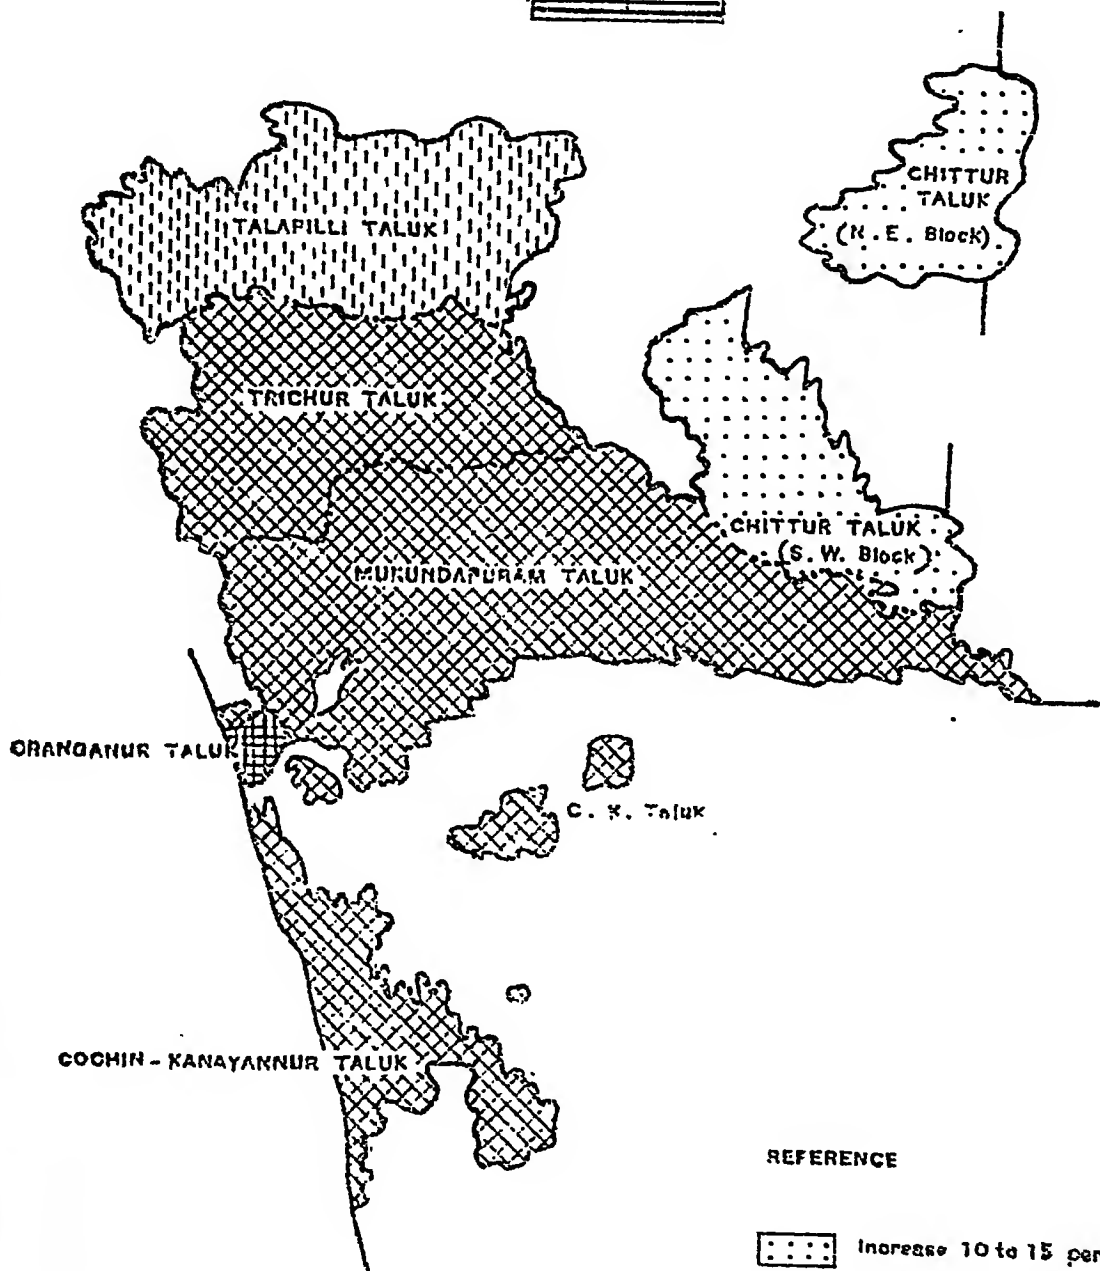 CHITTUR
TALUK
(N. E. Block)
TALAPILLI TALUK
TRICHUR TALUK
CHITTUR TALUK
(S. W. Block)
MUKUNDAPURAM TALUK
CRANGANUR TALUK
C. K. Taluk
COCHIN - KANAYANNUR TALUK
REFERENCE
Increase 10 to 15 per